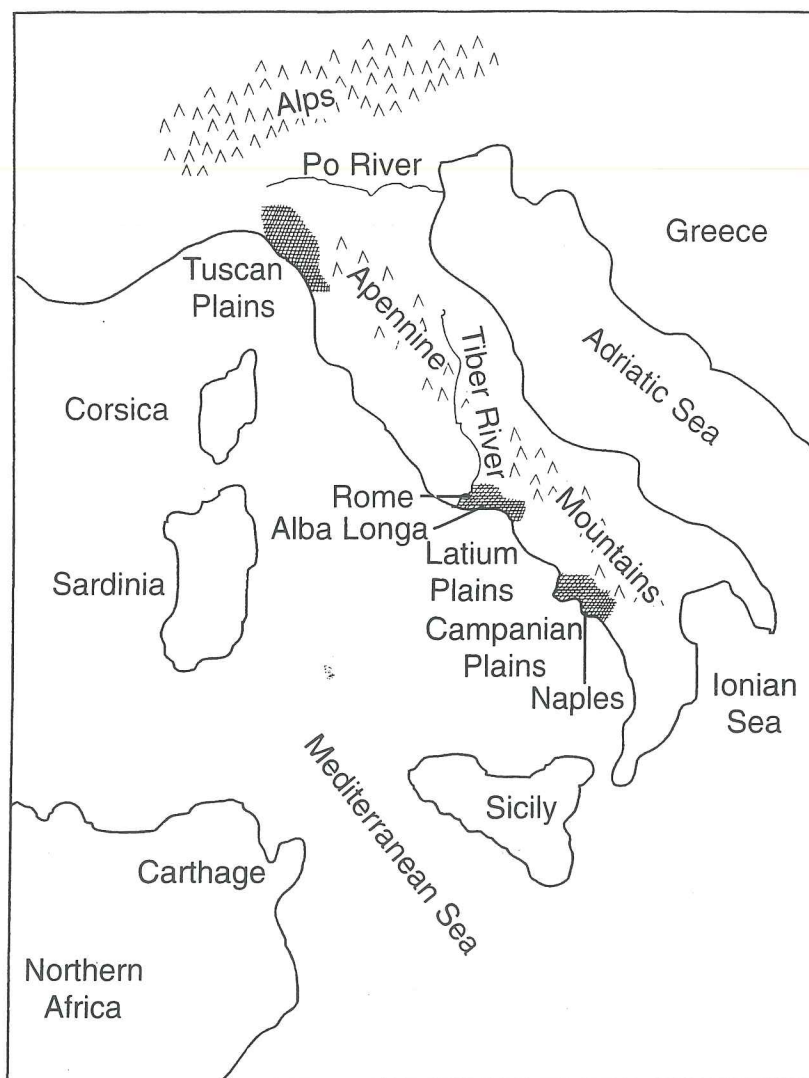 Alps
Po River
Greece
Tuscan
Plains
Apennine
Mountains
Tiber River
Adriatic Sea
Corsica
Rome
Alba Longa
Latium
Plains
Sardinia
Campanian
Plains
Naples
Ionian
Sea
Mediterranean Sea
Sicily
Carthage
Northern
Africa